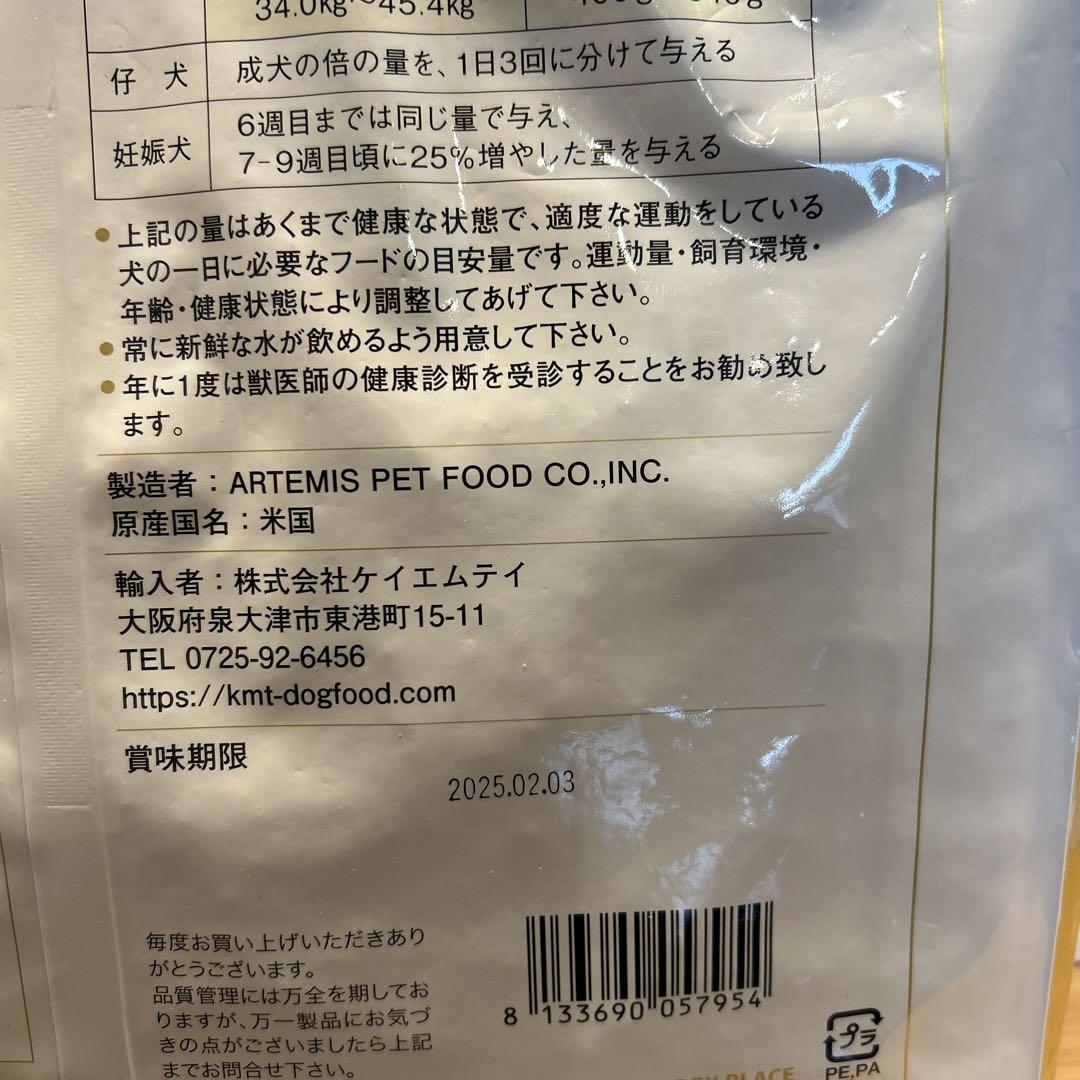 34.0kg〜45.4kg
仔 犬 成犬の倍の量を、1日3回に分けて与える
妊娠犬 6週目までは同じ量で与え、
7-9週目頃に25%増やした量を与える
●上記の量はあくまで健康な状態で、適度な運動をしている
犬の一日に必要なフードの目安量です。運動量・飼育環境・
年齢・健康状態により調整してあげて下さい。
●常に新鮮な水が飲めるよう用意して下さい。
●年に1度は獣医師の健康診断を受診することをお勧め致し
ます。
製造者：ARTEMIS PET FOOD CO.,INC.
原産国名：米国
輸入者：株式会社ケイエムテイ
大阪府泉大津市東港町15-11
TEL 0725-92-6456
https://kmt-dogfood.com
賞味期限
2025.02.03
毎度お買い上げいただきあり
がとうございます。
品質管理には万全を期してお
りますが、万一製品にお気づ
きの点がございましたら上記
までお問合せ下さい。
8 133690 057954
プラ
PE,PA
PLACE